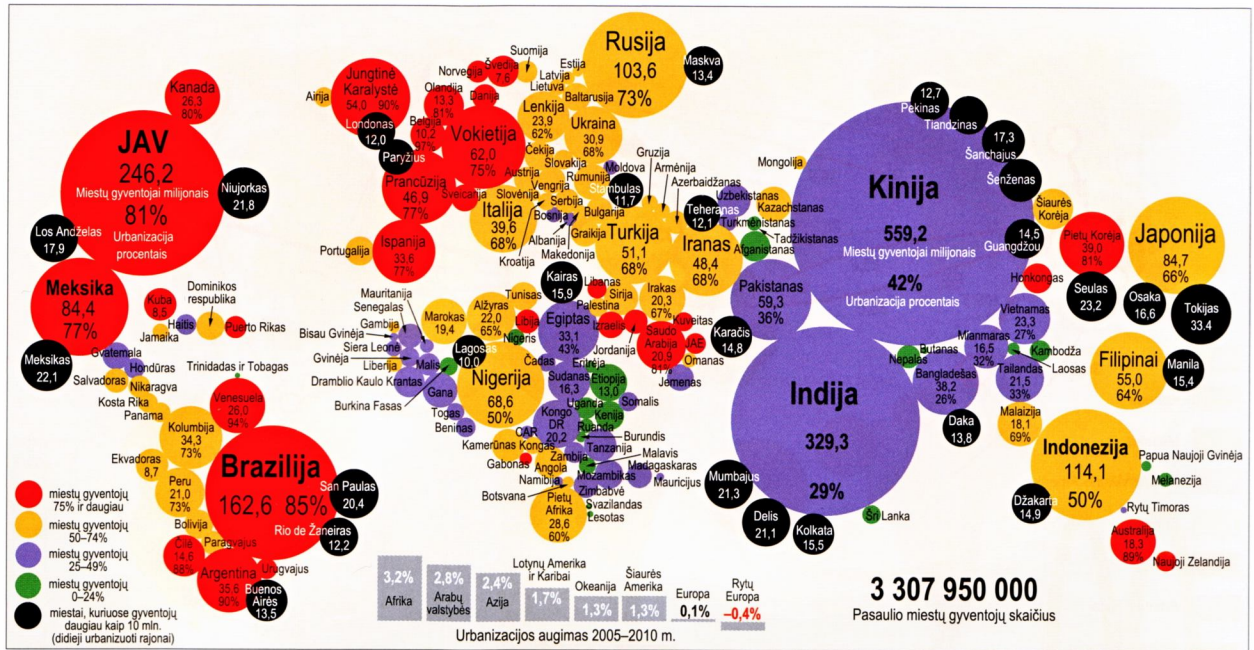 Kanada
26,3
80%
JAV
246,2
Miestų gyventojai milijonais
81%
Urbanizacija
procentais
Niujorkas
21,8
Los Andželas
17,9
Meksika
84,4
77%
Meksikas
22,1
Kuba
8,5
Dominikos
respublika
Jamaika
Haitis
Puerto Rikas
Gvatemala
Hondūras
Salvadoras
Nikaragva
Kosta Rika
Panama
Trinidadas ir Tobagas
Venesuela
26,0
94%
Kolumbija
34,3
73%
Ekvadoras
8,7
Peru
21,0
73%
Brazilija
162,6 85%
San Paulas
20,4
Rio de Žaneiras
12,2
Bolivija
Paragvajus
Čilė
14,6
88%
Argentina
35,6
90%
Urugvajus
Buenos
Airės
13,5
Airija
Jungtinė
Karalystė
54,0 90%
Londonas
12,0
Paryžius
Norvegija
Švedija
7,6
Suomija
Olandija
13,3
81%
Danija
Belgija
10,2
97%
Vokietija
62,0
75%
Prancūzija
46,9
77%
Šveicarija
Portugalija
Ispanija
33,6
77%
Estija
Latvija
Lietuva
Baltarusija
Lenkija
23,9
62%
Ukraina
30,9
68%
Rusija
103,6
73%
Maskva
13,4
Čekija
Slovakija
Austrija
Vengrija
Rumunija
Moldova
Slovėnija
Serbija
Italija
39,6
68%
Bosnija
Bulgarija
Albanija
Graikija
Makedonija
Kroatija
Stambulas
11,7
Gruzija
Armėnija
Azerbaidžanas
Turkija
51,1
68%
Teheranas
12,1
Iranas
48,4
68%
Uzbekistanas
Kazachstanas
Turkmėnistanas
Tadžikistanas
Afganistanas
Mongolija
Kinija
559,2
Miestų gyventojai milijonais
42%
Urbanizacija procentais
12,7
Pekinas
Tiandzinas
17,3
Šanchajus
Šenženas
14,5
Guangdžou
Honkongas
Šiaurės
Korėja
Pietų Korėja
39,0
81%
Seulas
23,2
Japonija
84,7
66%
Osaka
16,6
Tokijas
33.4
Kairas
15,9
Libanas
Sirija
Palestina
Izraelis
Irakas
20,3
67%
Kuveitas
Jordanija
Saudo
Arabija
20,9
81%
JAE
Omanas
Jemenas
Pakistanas
59,3
36%
Karačis
14,8
Mauritanija
Senegalas
Gambija
Bisau Gvinėja
Siera Leonė
Gvinėja
Liberija
Dramblio Kaulo Krantas
Burkina Fasas
Malis
Gana
Togas
Beninas
Marokas
19,4
Alžyras
22,0
65%
Tunisas
Libija
Nigeris
Lagosas
10,0
Nigerija
68,6
50%
Egiptas
33,1
43%
Čadas
Eritrėja
Sudanas
16,3
Etiopija
13,0
Somalis
Uganda
Kenija
Kongo
DR
20,2
CAR
Ruanda
Burundis
Tanzanija
Kamerūnas
Kongas
Gabonas
Angola
Zambija
Malavis
Madagaskaras
Mauricijus
Namibija
Mozambikas
Botsvana
Zimbabvė
Svazilandas
Lesotas
Pietų
Afrika
28,6
60%
Indija
329,3
29%
Mumbajus
21,3
Delis
21,1
Kolkata
15,5
Šri Lanka
Nepalas
Butanas
Bangladešas
38,2
26%
Daka
13,8
Mianmaras
16,5
32%
Vietnamas
23,3
27%
Kambodža
Laosas
Tailandas
21,5
33%
Malaizija
18,1
69%
Filipinai
55,0
64%
Manila
15,4
Indonezija
114,1
50%
Džakarta
14,9
Papua Naujoji Gvinėja
Melanezija
Rytų Timoras
Australija
18,3
89%
Naujoji Zelandija
miestų gyventojų
75% ir daugiau
miestų gyventojų
50–74%
miestų gyventojų
25–49%
miestų gyventojų
0–24%
miestai, kuriuose gyventojų
daugiau kaip 10 mln.
(didieji urbanizuoti rajonai)
3,2%
Afrika
2,8%
Arabų
valstybės
2,4%
Azija
Lotynų Amerika
ir Karibai
1,7%
Okeanija
1,3%
Šiaurės
Amerika
1,3%
Europa
0,1%
Rytų
Europa
–0,4%
Urbanizacijos augimas 2005–2010 m.
3 307 950 000
Pasaulio miestų gyventojų skaičius